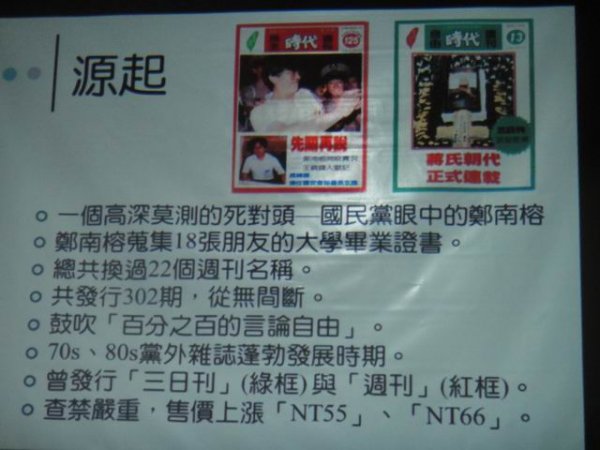 源起
時代
125
時代
13
先鬧再說
蔣氏朝代
正式連載
一個高深莫測的死對頭—國民黨眼中的鄭南榕
鄭南榕蒐集18張朋友的大學畢業證書。
總共換過22個週刊名稱。
共發行302期，從無間斷。
鼓吹「百分之百的言論自由」。
70s、80s黨外雜誌蓬勃發展時期。
曾發行「三日刊」(綠框)與「週刊」(紅框)。
查禁嚴重，售價上漲「NT55」、「NT66」。